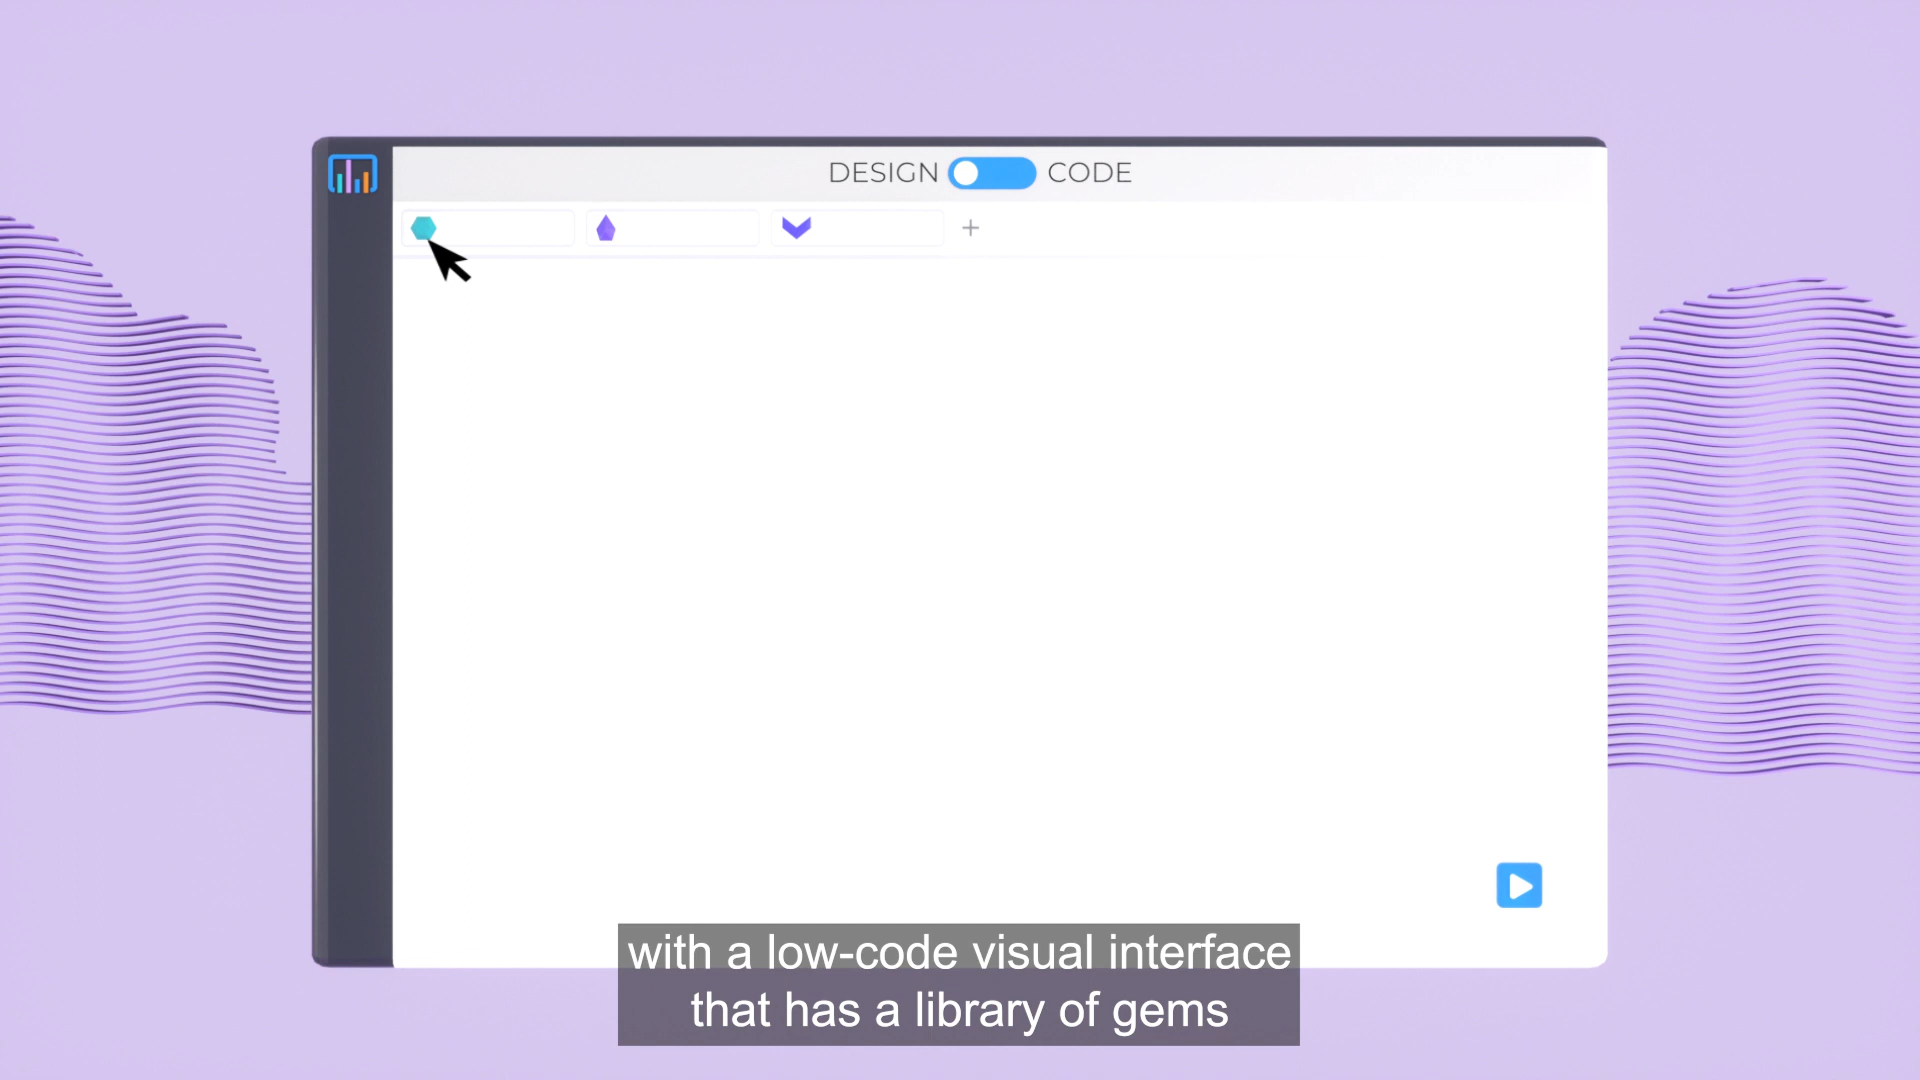 DESIGN CODE
with a low-code visual interface
that has a library of gems